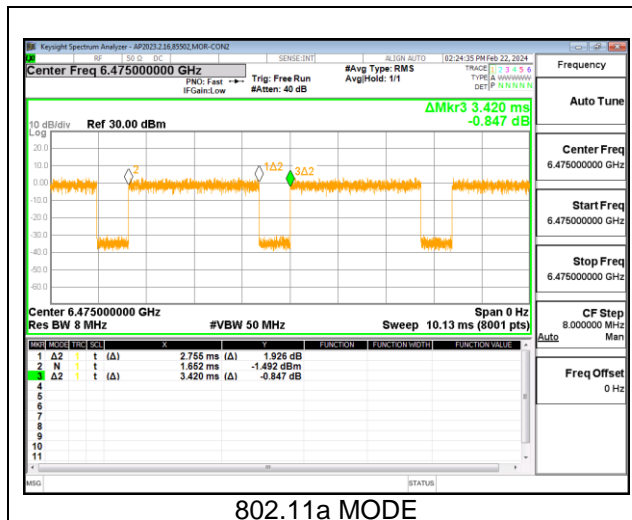 Keysight Spectrum Analyzer - AP2023.2.16,85502,MOR-CON2
RF 50 Ω DC SENSE:INT ALIGN AUTO 02:24:35 PM Feb 22, 2024
Center Freq 6.475000000 GHz
PNO: Fast
IFGain:Low
Trig: Free Run
#Atten: 40 dB
#Avg Type: RMS
Avg|Hold: 1/1
TRACE 1 2 3 4 5 6
TYPE A WWWWW
DET P N N N N N
Frequency
Auto Tune
Center Freq
6.475000000 GHz
Start Freq
6.475000000 GHz
Stop Freq
6.475000000 GHz
CF Step
8.000000 MHz
Auto Man
Freq Offset
0 Hz
ΔMkr3 3.420 ms
-0.847 dB
10 dB/div Ref 30.00 dBm
Log
20.0
10.0
0.00
-10.0
-20.0
-30.0
-40.0
-50.0
-60.0
2
1Δ2
3Δ2
Center 6.475000000 GHz Span 0 Hz
Res BW 8 MHz #VBW 50 MHz Sweep 10.13 ms (8001 pts)
MKR MODE TRC SCL X Y FUNCTION FUNCTION WIDTH FUNCTION VALUE
1 Δ2 1 t (Δ) 2.755 ms (Δ) 1.926 dB
2 N 1 t 1.652 ms -1.492 dBm
3 Δ2 1 t (Δ) 3.420 ms (Δ) -0.847 dB
4
5
6
7
8
9
10
11
MSG STATUS
802.11a MODE